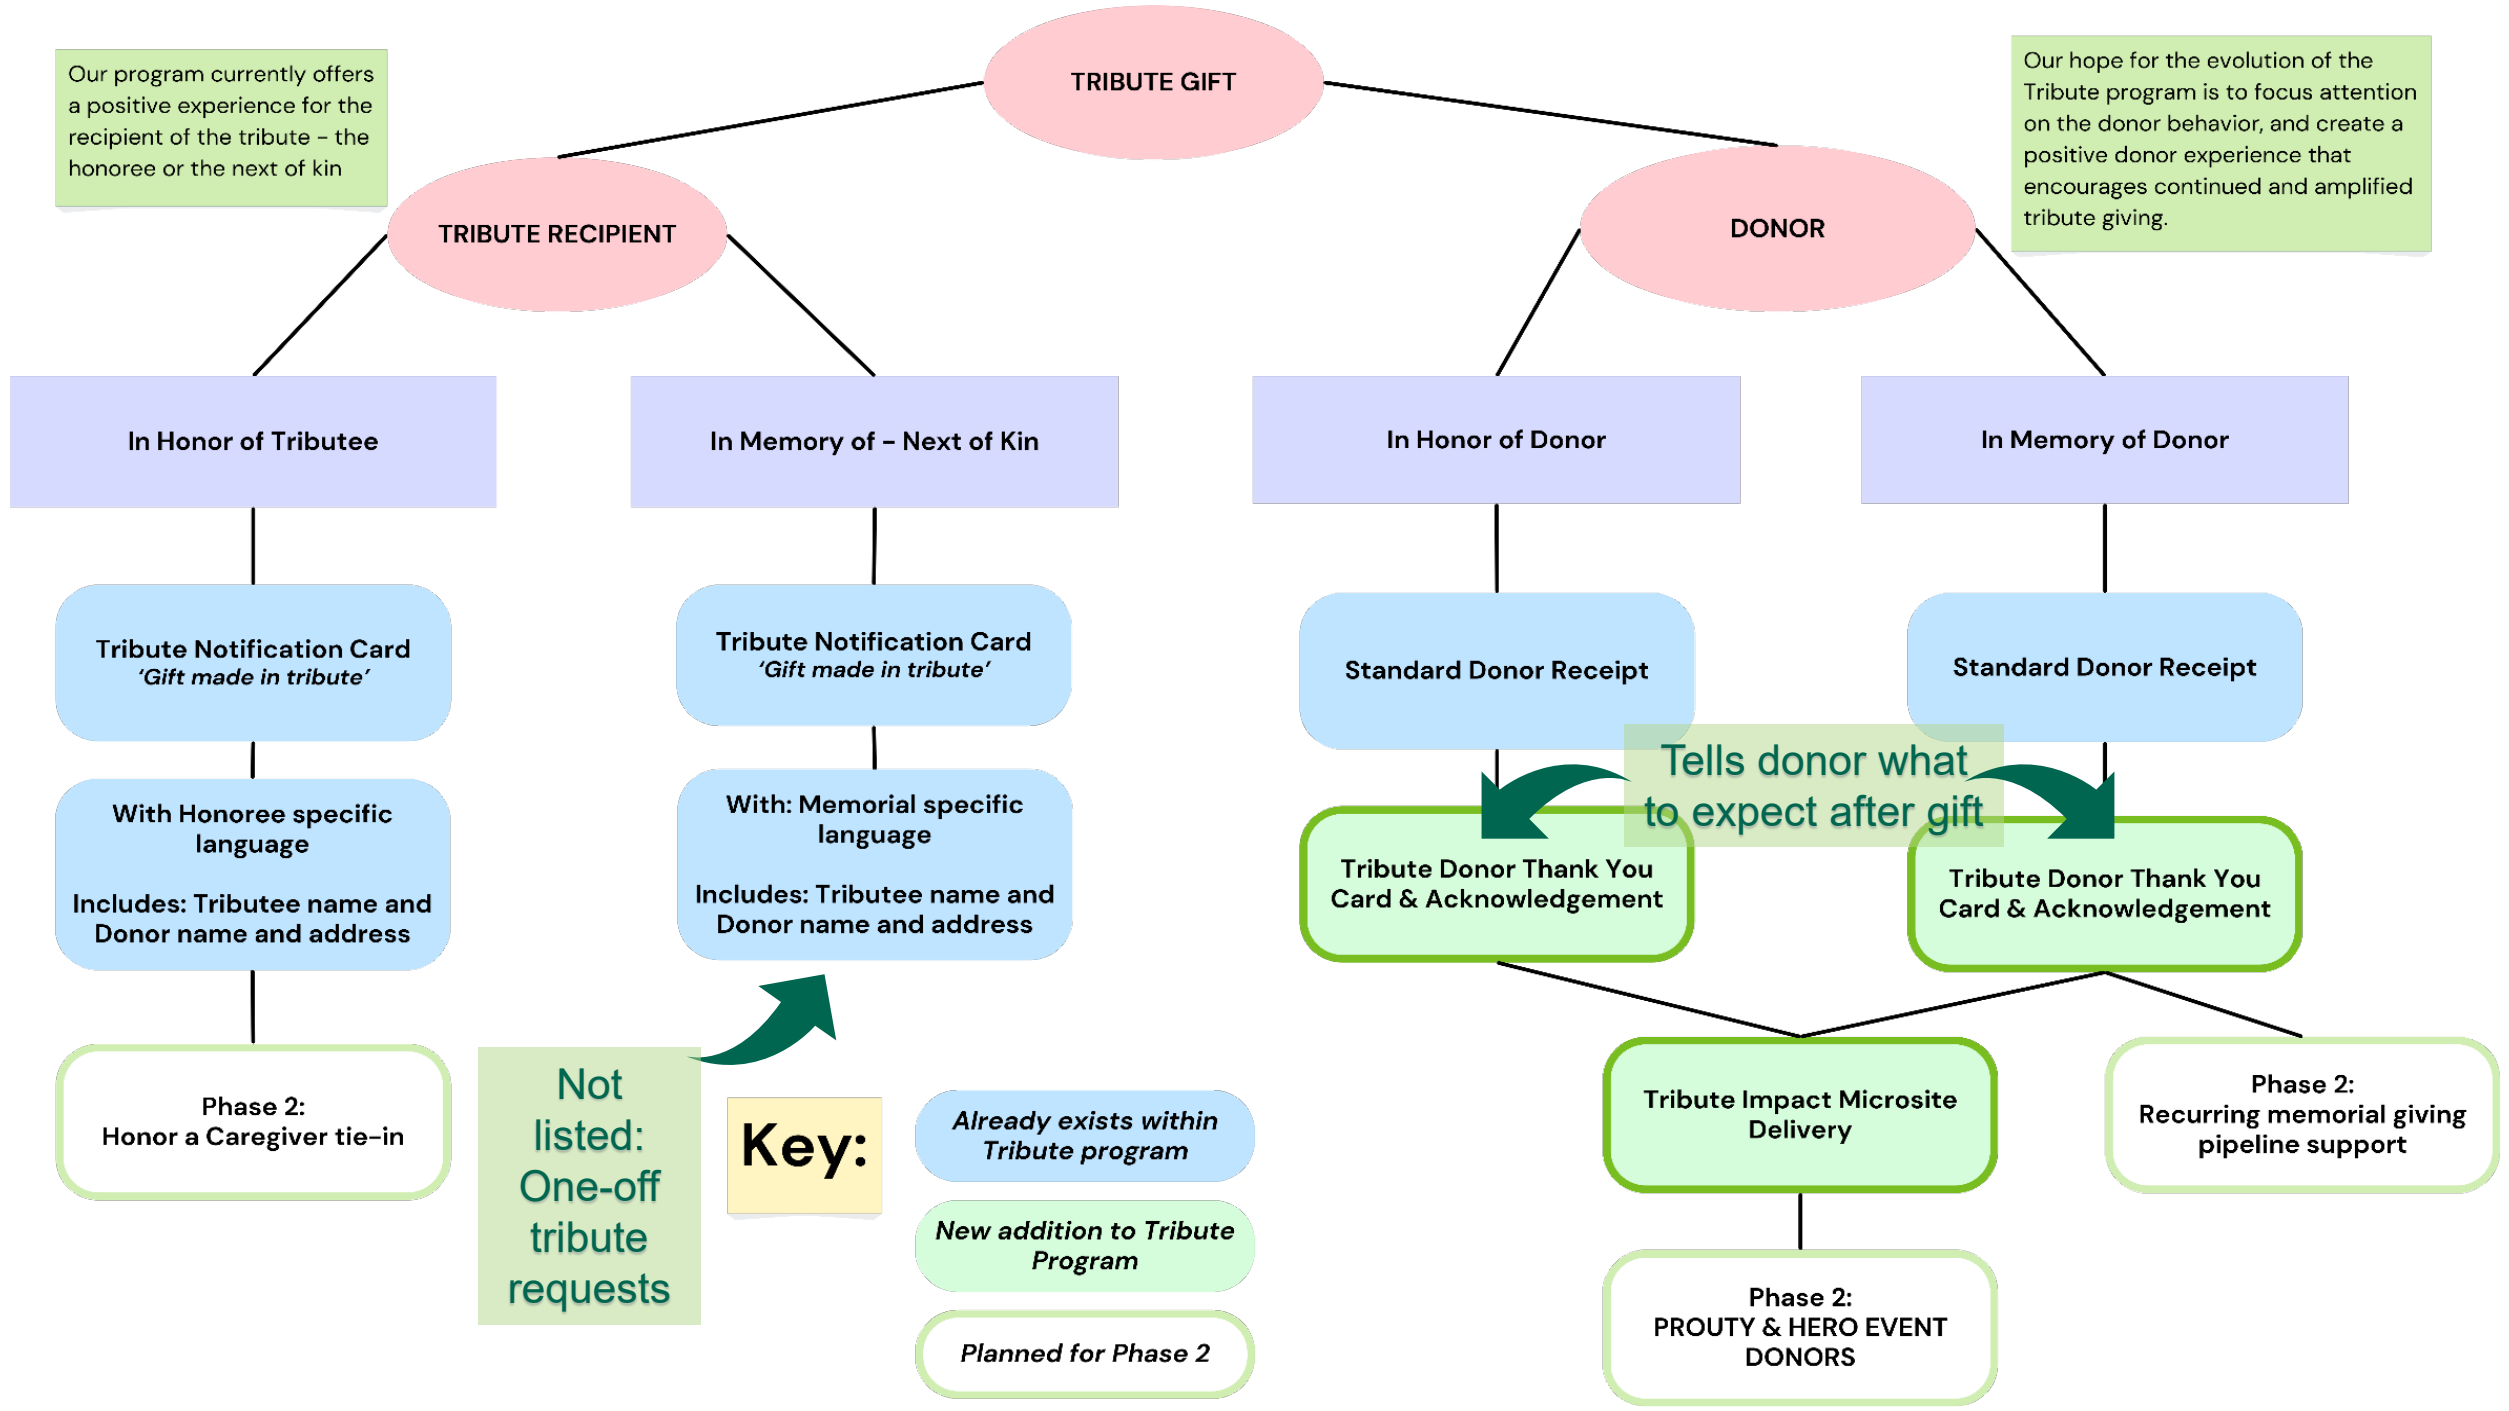 TRIBUTE GIFT
Our program currently offers
a positive experience for the
recipient of the tribute – the
honoree or the next of kin
Our hope for the evolution of the
Tribute program is to focus attention
on the donor behavior, and create a
positive donor experience that
encourages continued and amplified
tribute giving.
TRIBUTE RECIPIENT
DONOR
In Honor of Tributee
In Memory of – Next of Kin
In Honor of Donor
In Memory of Donor
Tribute Notification Card
‘Gift made in tribute’
Tribute Notification Card
‘Gift made in tribute’
Standard Donor Receipt
Standard Donor Receipt
Tells donor what
to expect after gift
With Honoree specific
language
Includes: Tributee name and
Donor name and address
With: Memorial specific
language
Includes: Tributee name and
Donor name and address
Tribute Donor Thank You
Card & Acknowledgement
Tribute Donor Thank You
Card & Acknowledgement
Phase 2:
Honor a Caregiver tie-in
Not
listed:
One-off
tribute
requests
Key:
Already exists within
Tribute program
New addition to Tribute
Program
Planned for Phase 2
Tribute Impact Microsite
Delivery
Phase 2:
Recurring memorial giving
pipeline support
Phase 2:
PROUTY & HERO EVENT
DONORS